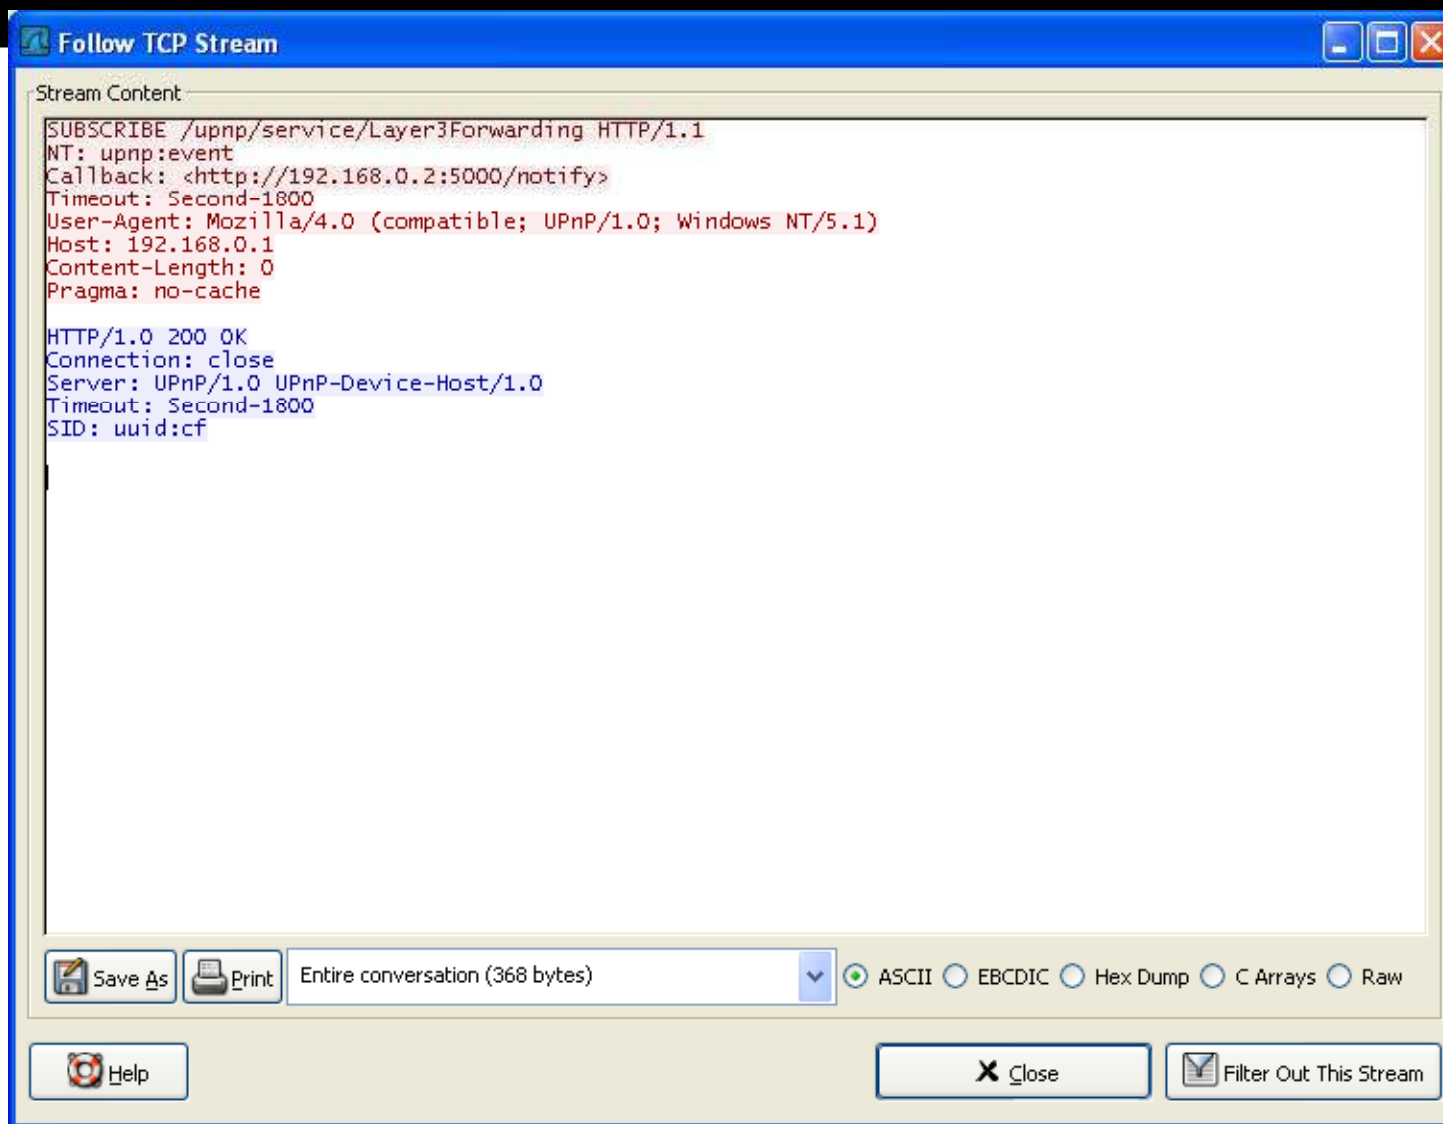 Follow TCP Stream
Stream Content
SUBSCRIBE /upnp/service/Layer3Forwarding HTTP/1.1
NT: upnp:event
Callback: <http://192.168.0.2:5000/notify>
Timeout: Second-1800
User-Agent: Mozilla/4.0 (compatible; UPnP/1.0; Windows NT/5.1)
Host: 192.168.0.1
Content-Length: 0
Pragma: no-cache
HTTP/1.0 200 OK
Connection: close
Server: UPnP/1.0 UPnP-Device-Host/1.0
Timeout: Second-1800
SID: uuid:cf
Save As Print Entire conversation (368 bytes) ASCII EBCDIC Hex Dump C Arrays Raw
Help Close Filter Out This Stream